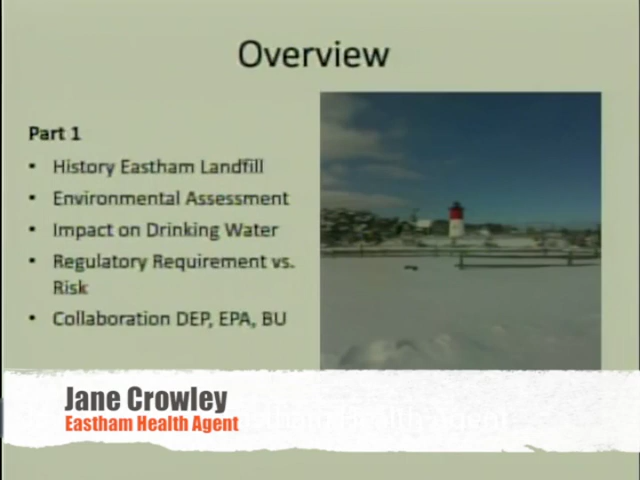 Overview
Part 1
• History Eastham Landfill
• Environmental Assessment
• Impact on Drinking Water
• Regulatory Requirement vs.
Risk
• Collaboration DEP, EPA, BU
Jane Crowley
Eastham Health Agent